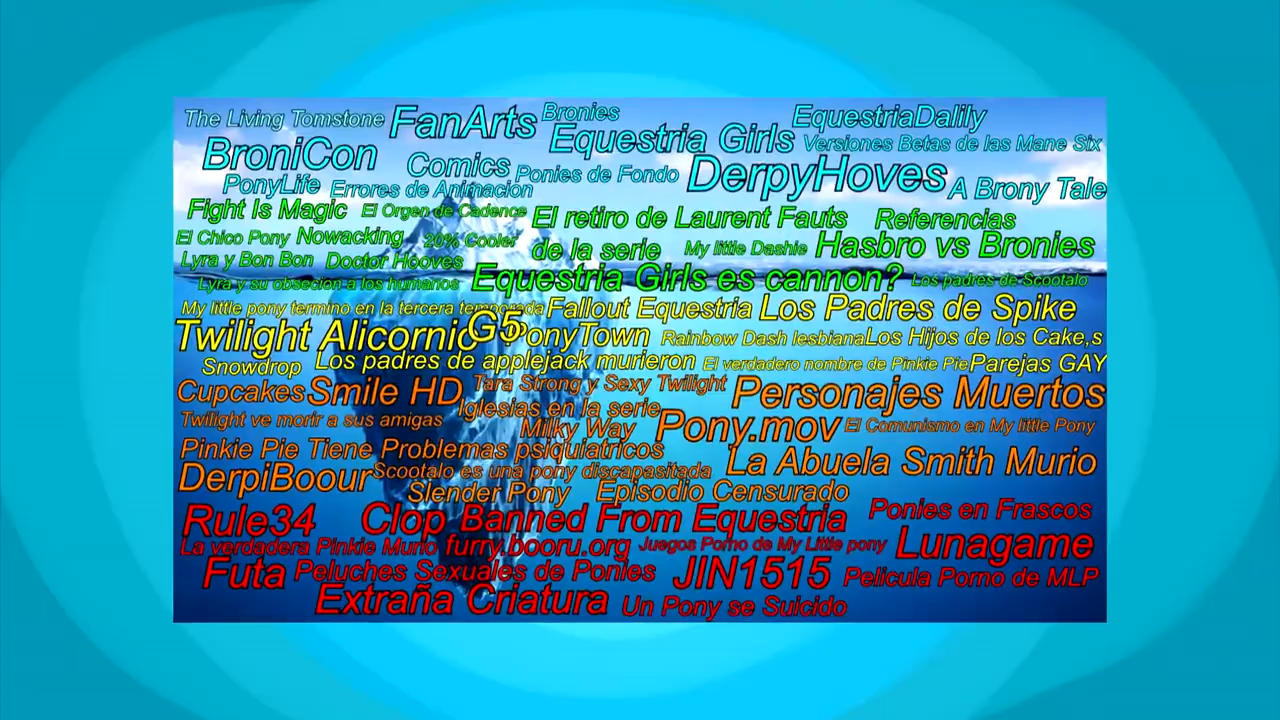 The Living Tomstone FanArts Bronies EquestriaDalily
BroniCon Comics Equestria Girls Versiones Betas de las Mane Six
PonyLife Errores de Animacion Ponies de Fondo DerpyHoves A Brony Tale
Fight Is Magic El Orgen de Cadence El retiro de Laurent Fauts Referencias
El Chico Pony Nowacking 20% Cooler de la serie My little Dashie Hasbro vs Bronies
Lyra y Bon Bon Doctor Hooves
Lyra y su obsecion a los humanos Equestria Girls es cannon? Los padres de Scootalo
My little pony termino en la tercera temporada Fallout Equestria Los Padres de Spike
Twilight Alicornio G5 PonyTown Rainbow Dash lesbiana Los Hijos de los Cake,s
Snowdrop Los padres de applejack murieron El verdadero nombre de Pinkie Pie Parejas GAY
Cupcakes Smile HD Tara Strong y Sexy Twilight Personajes Muertos
Twilight ve morir a sus amigas Iglesias en la serie
Milky Way Pony.mov El Comunismo en My little Pony
Pinkie Pie Tiene Problemas psiquiatricos La Abuela Smith Murio
DerpiBoour Scootalo es una pony discapasitada
Slender Pony Episodio Censurado
Rule34 Clop Banned From Equestria Ponies en Frascos
La verdadera Pinkie Murio furry.booru.org Juegos Porno de My Little pony Lunagame
Futa Peluches Sexuales de Ponies JIN1515 Pelicula Porno de MLP
Extraña Criatura Un Pony se Suicido